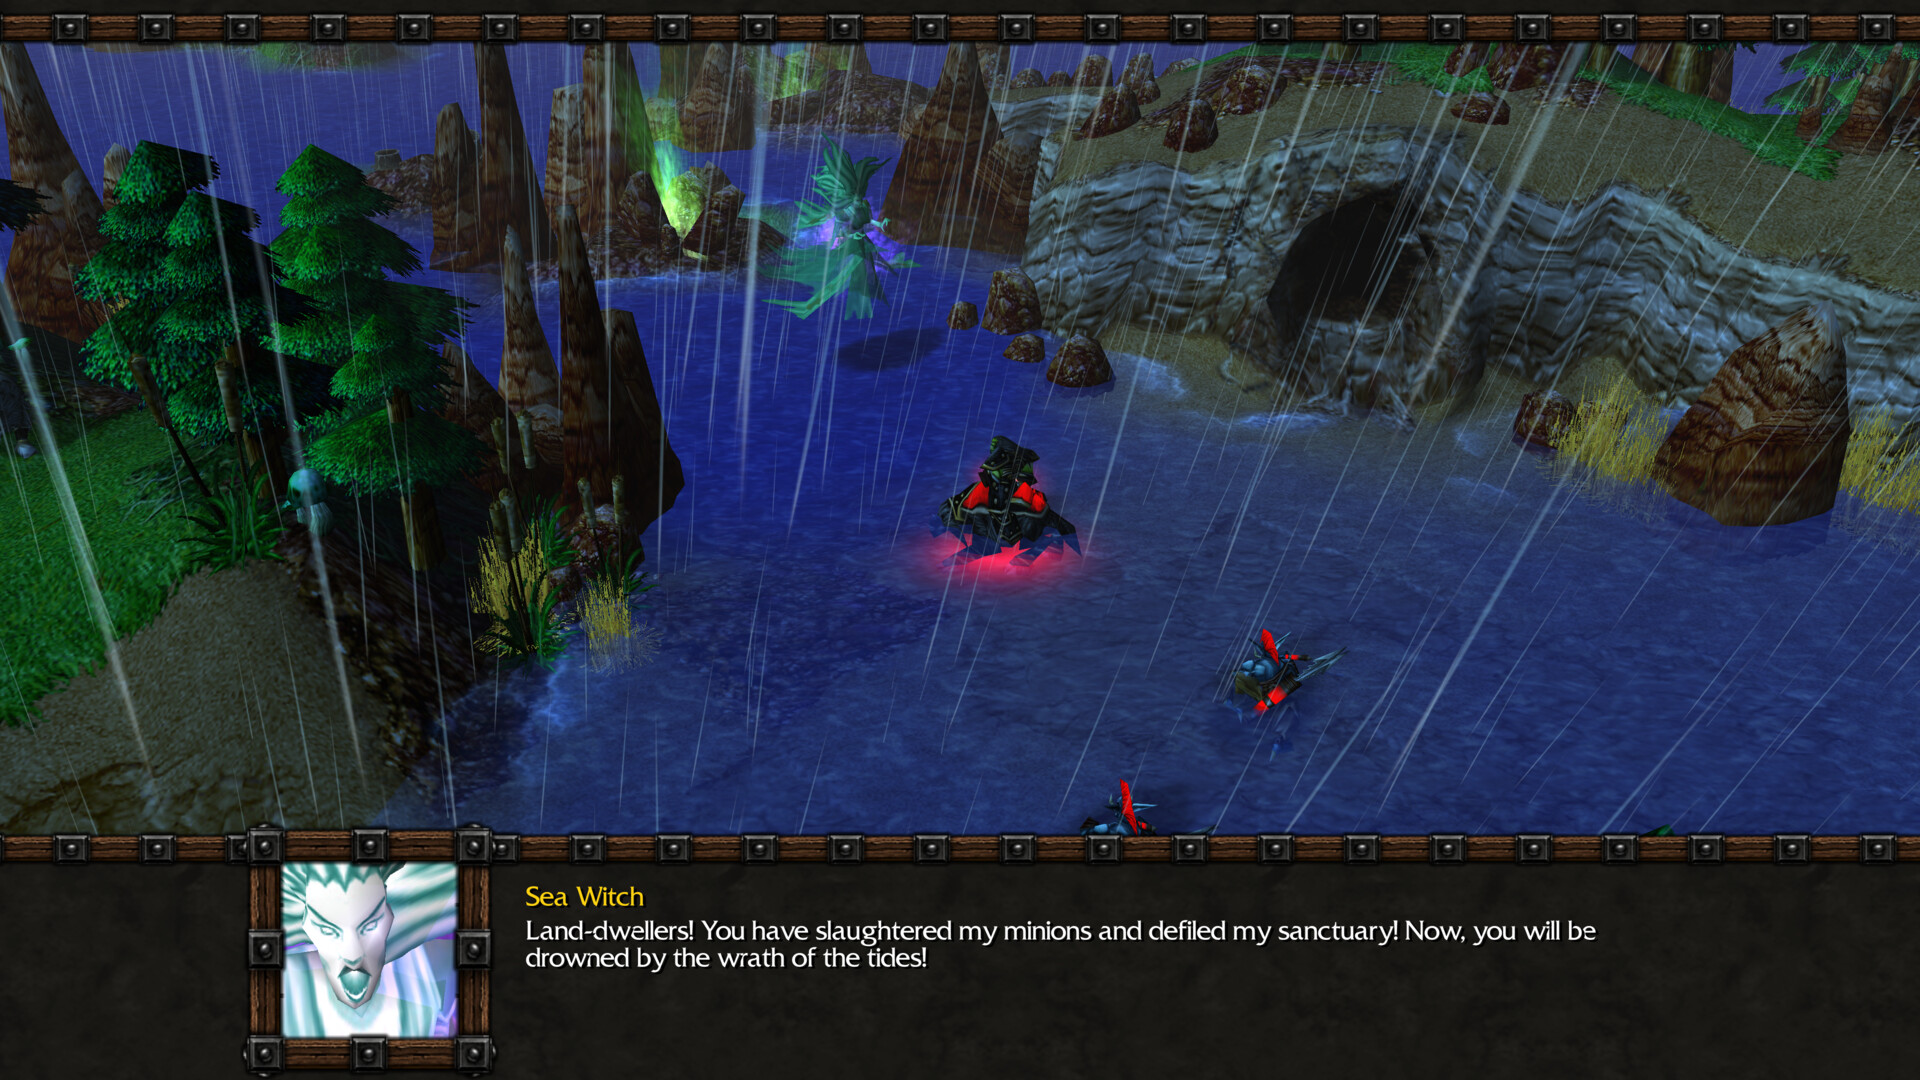 Sea Witch
Land-dwellers! You have slaughtered my minions and defiled my sanctuary! Now, you will be
drowned by the wrath of the tides!